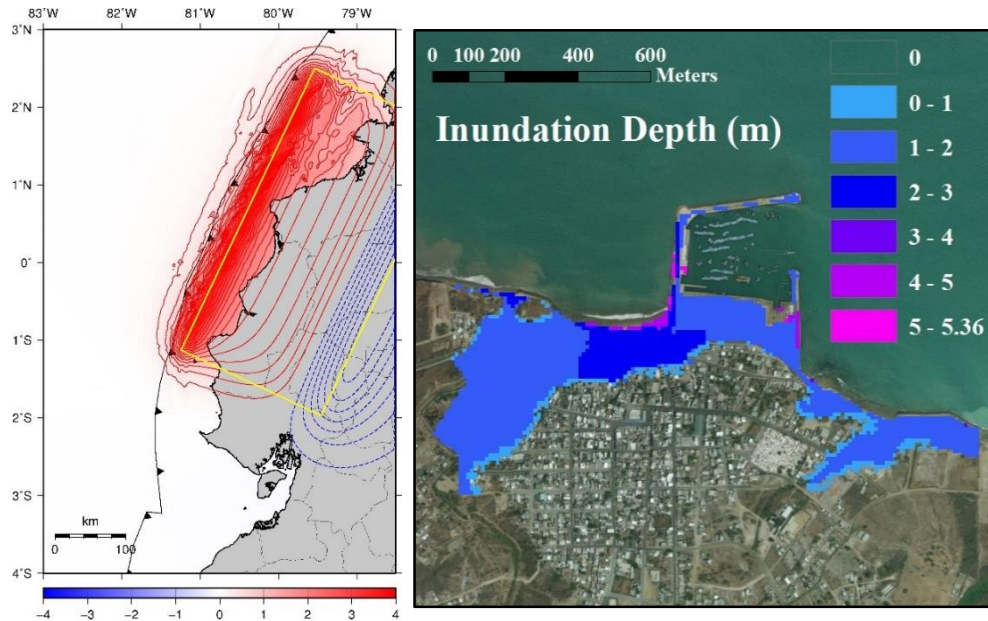 83°W 82°W 81°W 80°W 79°W
3°N
2°N
1°N
0°
1°S
2°S
3°S
4°S
km
0 100
-4 -3 -2 -1 0 1 2 3 4
0 100 200 400 600
Meters
Inundation Depth (m)
0
0 - 1
1 - 2
2 - 3
3 - 4
4 - 5
5 - 5.36